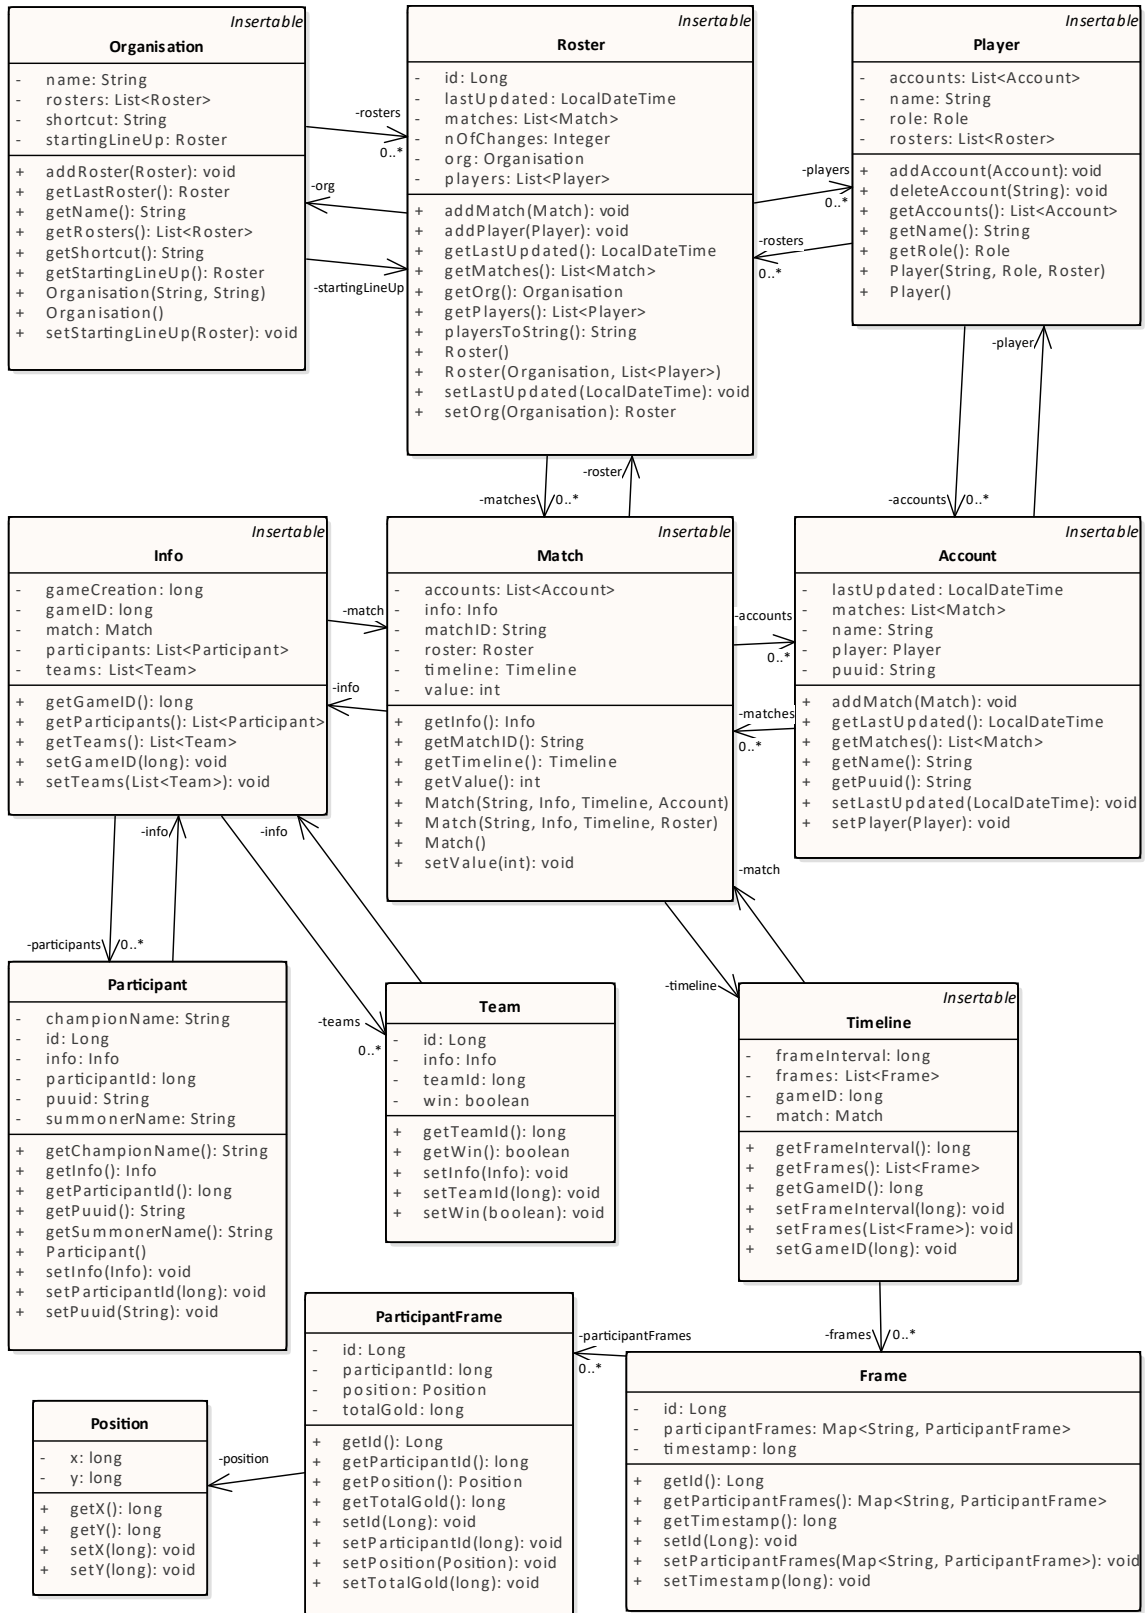 Insertable
Organisation
- name: String
- rosters: List<Roster>
- shortcut: String
- startingLineUp: Roster
+ addRoster(Roster): void
+ getLastRoster(): Roster
+ getName(): String
+ getRosters(): List<Roster>
+ getShortcut(): String
+ getStartingLineUp(): Roster
+ Organisation(String, String)
+ Organisation()
+ setStartingLineUp(Roster): void
-rosters
0..*
-org
-startingLineUp
Insertable
Roster
- id: Long
- lastUpdated: LocalDateTime
- matches: List<Match>
- nOfChanges: Integer
- org: Organisation
- players: List<Player>
+ addMatch(Match): void
+ addPlayer(Player): void
+ getLastUpdated(): LocalDateTime
+ getMatches(): List<Match>
+ getOrg(): Organisation
+ getPlayers(): List<Player>
+ playersToString(): String
+ Roster()
+ Roster(Organisation, List<Player>)
+ setLastUpdated(LocalDateTime): void
+ setOrg(Organisation): Roster
-players
0..*
-rosters
0..*
Insertable
Player
- accounts: List<Account>
- name: String
- role: Role
- rosters: List<Roster>
+ addAccount(Account): void
+ deleteAccount(String): void
+ getAccounts(): List<Account>
+ getName(): String
+ getRole(): Role
+ Player(String, Role, Roster)
+ Player()
-player
-roster
-matches 0..*
-accounts 0..*
Insertable
Info
- gameCreation: long
- gameID: long
- match: Match
- participants: List<Participant>
- teams: List<Team>
+ getGameID(): long
+ getParticipants(): List<Participant>
+ getTeams(): List<Team>
+ setGameID(long): void
+ setTeams(List<Team>): void
-match
-info
Insertable
Match
- accounts: List<Account>
- info: Info
- matchID: String
- roster: Roster
- timeline: Timeline
- value: int
+ getInfo(): Info
+ getMatchID(): String
+ getTimeline(): Timeline
+ getValue(): int
+ Match(String, Info, Timeline, Account)
+ Match(String, Info, Timeline, Roster)
+ Match()
+ setValue(int): void
-accounts
0..*
-matches
0..*
Insertable
Account
- lastUpdated: LocalDateTime
- matches: List<Match>
- name: String
- player: Player
- puuid: String
+ addMatch(Match): void
+ getLastUpdated(): LocalDateTime
+ getMatches(): List<Match>
+ getName(): String
+ getPuuid(): String
+ setLastUpdated(LocalDateTime): void
+ setPlayer(Player): void
-info
-info
-match
-participants 0..*
-teams
0..*
-timeline
Participant
- championName: String
- id: Long
- info: Info
- participantId: long
- puuid: String
- summonerName: String
+ getChampionName(): String
+ getInfo(): Info
+ getParticipantId(): long
+ getPuuid(): String
+ getSummonerName(): String
+ Participant()
+ setInfo(Info): void
+ setParticipantId(long): void
+ setPuuid(String): void
Team
- id: Long
- info: Info
- teamId: long
- win: boolean
+ getTeamId(): long
+ getWin(): boolean
+ setInfo(Info): void
+ setTeamId(long): void
+ setWin(boolean): void
Insertable
Timeline
- frameInterval: long
- frames: List<Frame>
- gameID: long
- match: Match
+ getFrameInterval(): long
+ getFrames(): List<Frame>
+ getGameID(): long
+ setFrameInterval(long): void
+ setFrames(List<Frame>): void
+ setGameID(long): void
-frames 0..*
-participantFrames
0..*
-position
Position
- x: long
- y: long
+ getX(): long
+ getY(): long
+ setX(long): void
+ setY(long): void
ParticipantFrame
- id: Long
- participantId: long
- position: Position
- totalGold: long
+ getId(): Long
+ getParticipantId(): long
+ getPosition(): Position
+ getTotalGold(): long
+ setId(Long): void
+ setParticipantId(long): void
+ setPosition(Position): void
+ setTotalGold(long): void
Frame
- id: Long
- participantFrames: Map<String, ParticipantFrame>
- timestamp: long
+ getId(): Long
+ getParticipantFrames(): Map<String, ParticipantFrame>
+ getTimestamp(): long
+ setId(Long): void
+ setParticipantFrames(Map<String, ParticipantFrame>): void
+ setTimestamp(long): void